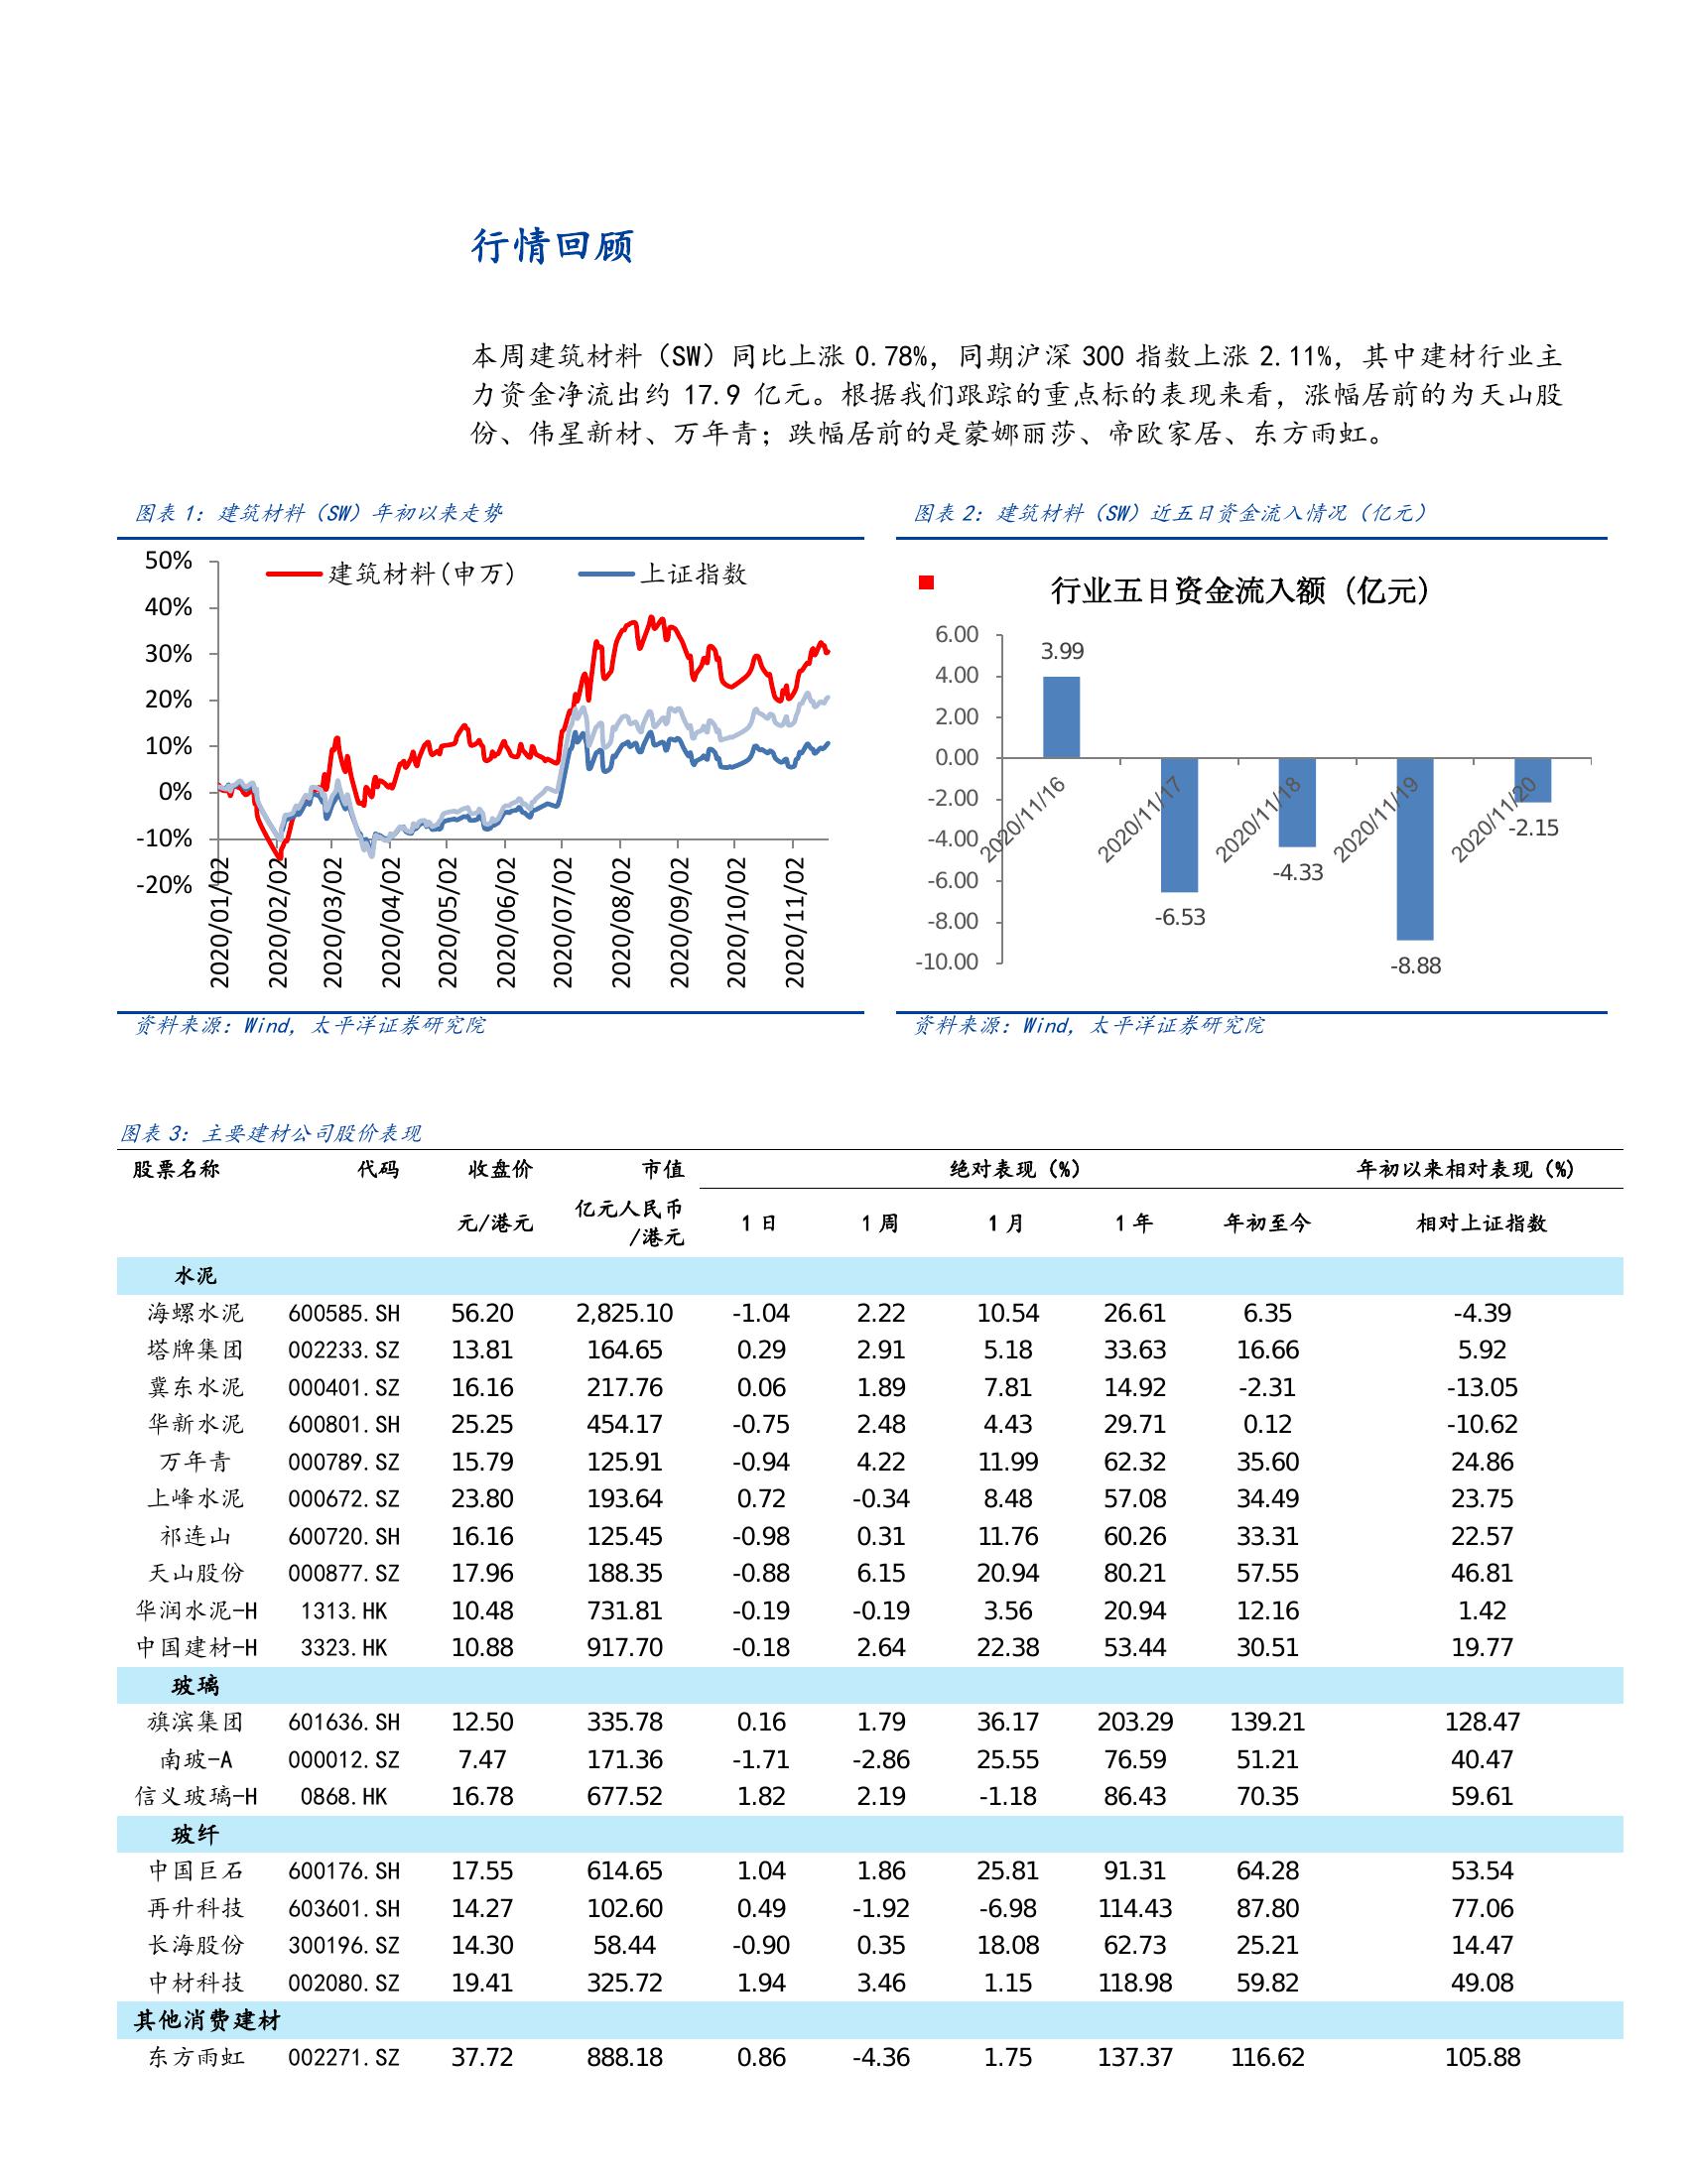 行情回顾
本周建筑材料（SW）同比上涨 0.78%，同期沪深 300 指数上涨 2.11%，其中建材行业主
力资金净流出约 17.9 亿元。根据我们跟踪的重点标的表现来看，涨幅居前的为天山股
份、伟星新材、万年青；跌幅居前的是蒙娜丽莎、帝欧家居、东方雨虹。
图表 1：建筑材料（SW）年初以来走势
50%
40%
30%
20%
10%
0%
-10%
-20%
建筑材料(申万)
上证指数
2020/01/02
2020/02/02
2020/03/02
2020/04/02
2020/05/02
2020/06/02
2020/07/02
2020/08/02
2020/09/02
2020/10/02
2020/11/02
资料来源：Wind，太平洋证券研究院
图表 2：建筑材料（SW）近五日资金流入情况（亿元）
行业五日资金流入额（亿元）
6.00
4.00
2.00
0.00
-2.00
-4.00
-6.00
-8.00
-10.00
3.99
-6.53
-4.33
-8.88
-2.15
2020/11/16
2020/11/17
2020/11/18
2020/11/19
2020/11/20
资料来源：Wind，太平洋证券研究院
图表 3：主要建材公司股价表现
股票名称 代码 收盘价 市值 绝对表现（%） 年初以来相对表现（%）
元/港元 亿元人民币/港元 1 日 1 周 1 月 1 年 年初至今 相对上证指数
水泥
海螺水泥 600585.SH 56.20 2,825.10 -1.04 2.22 10.54 26.61 6.35 -4.39
塔牌集团 002233.SZ 13.81 164.65 0.29 2.91 5.18 33.63 16.66 5.92
冀东水泥 000401.SZ 16.16 217.76 0.06 1.89 7.81 14.92 -2.31 -13.05
华新水泥 600801.SH 25.25 454.17 -0.75 2.48 4.43 29.71 0.12 -10.62
万年青 000789.SZ 15.79 125.91 -0.94 4.22 11.99 62.32 35.60 24.86
上峰水泥 000672.SZ 23.80 193.64 0.72 -0.34 8.48 57.08 34.49 23.75
祁连山 600720.SH 16.16 125.45 -0.98 0.31 11.76 60.26 33.31 22.57
天山股份 000877.SZ 17.96 188.35 -0.88 6.15 20.94 80.21 57.55 46.81
华润水泥-H 1313.HK 10.48 731.81 -0.19 -0.19 3.56 20.94 12.16 1.42
中国建材-H 3323.HK 10.88 917.70 -0.18 2.64 22.38 53.44 30.51 19.77
玻璃
旗滨集团 601636.SH 12.50 335.78 0.16 1.79 36.17 203.29 139.21 128.47
南玻-A 000012.SZ 7.47 171.36 -1.71 -2.86 25.55 76.59 51.21 40.47
信义玻璃-H 0868.HK 16.78 677.52 1.82 2.19 -1.18 86.43 70.35 59.61
玻纤
中国巨石 600176.SH 17.55 614.65 1.04 1.86 25.81 91.31 64.28 53.54
再升科技 603601.SH 14.27 102.60 0.49 -1.92 -6.98 114.43 87.80 77.06
长海股份 300196.SZ 14.30 58.44 -0.90 0.35 18.08 62.73 25.21 14.47
中材科技 002080.SZ 19.41 325.72 1.94 3.46 1.15 118.98 59.82 49.08
其他消费建材
东方雨虹 002271.SZ 37.72 888.18 0.86 -4.36 1.75 137.37 116.62 105.88